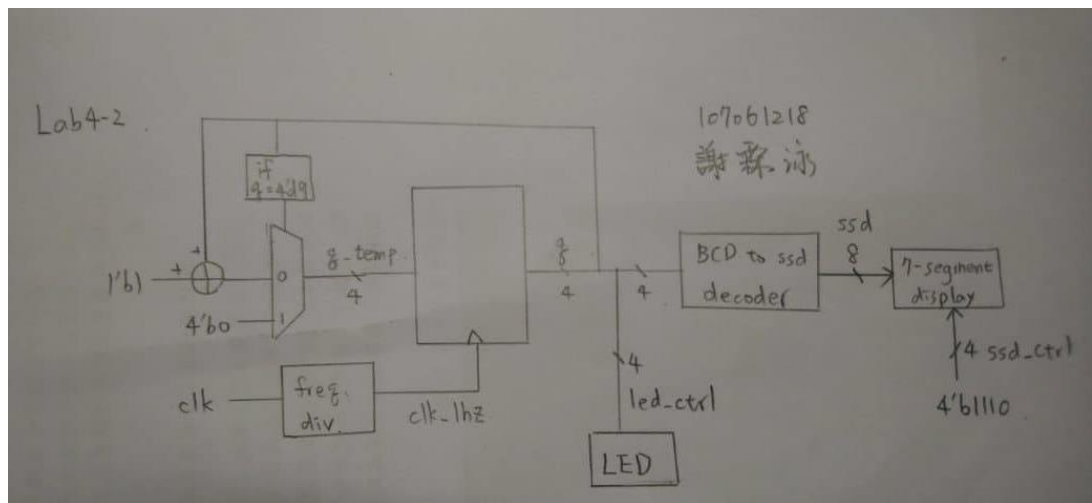 Lab4-2
107061218
謝霖泳
if
q=4'd9
ssd
8
1'b1
+
+
0
q_temp
4
q
4
4
BCD to ssd
decoder
7-segment
display
4'b0
1
4
led_ctrl
4 ssd_ctrl
4'b1110
clk
freq.
div.
clk_1hz
LED